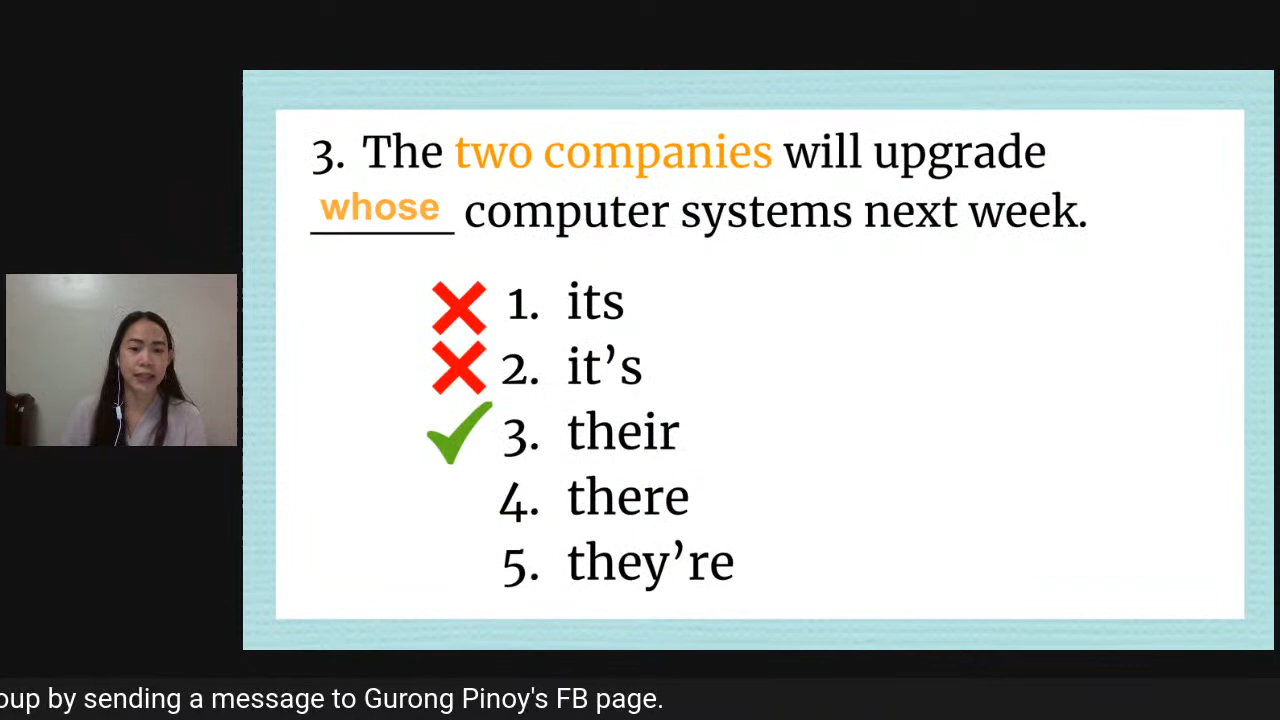 3. The two companies will upgrade
whose computer systems next week.
1. its
2. it’s
3. their
4. there
5. they’re
oup by sending a message to Gurong Pinoy's FB page.